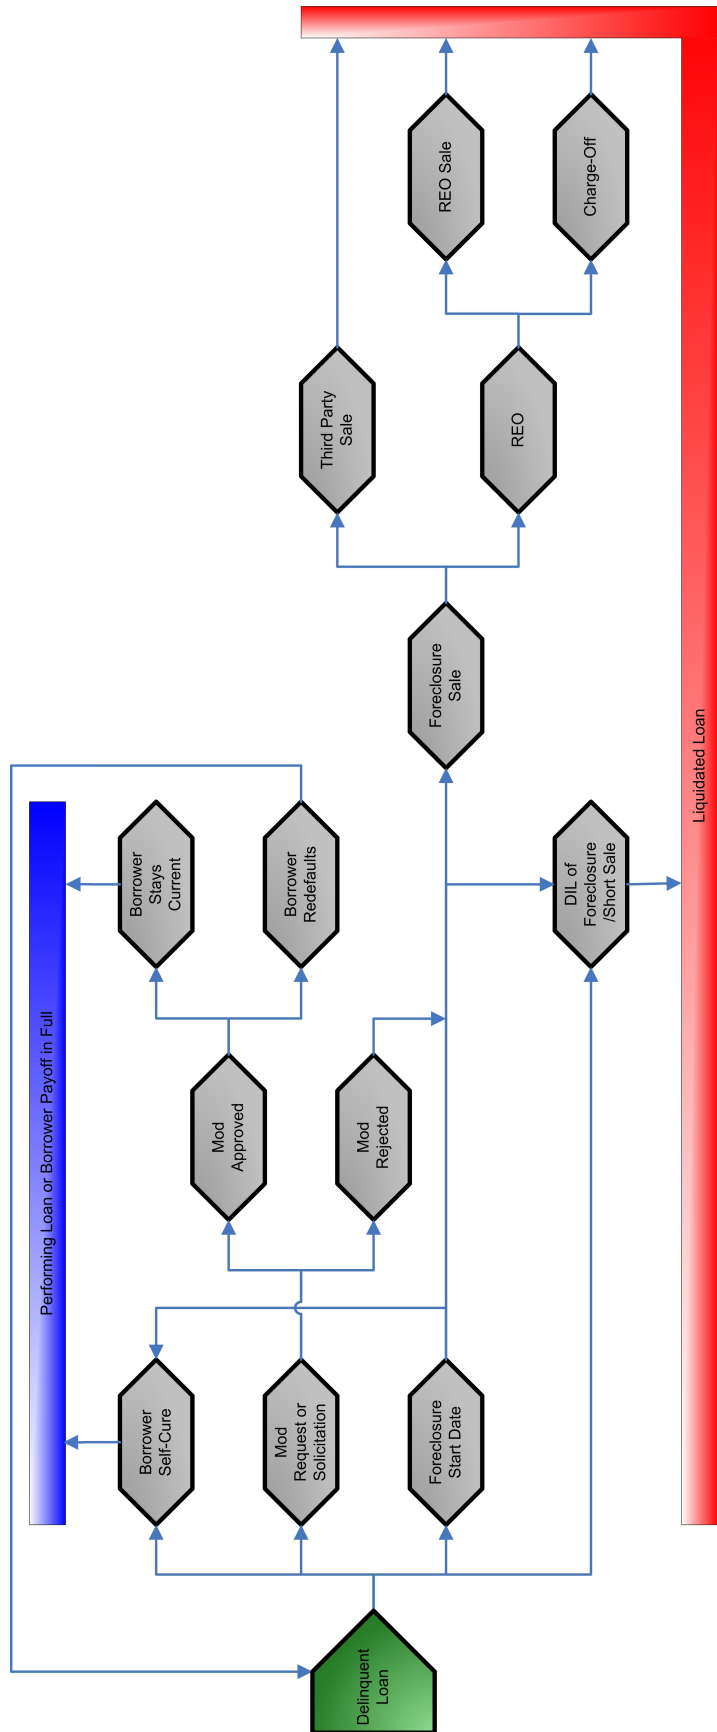 Performing Loan or Borrower Payoff in Full
Delinquent
Loan
Borrower
Self-Cure
Mod
Request or
Solicitation
Foreclosure
Start Date
Mod
Approved
Mod
Rejected
Borrower
Stays
Current
Borrower
Redefaults
DIL of
Foreclosure
/Short Sale
Foreclosure
Sale
Third Party
Sale
REO
REO Sale
Charge-Off
Liquidated Loan